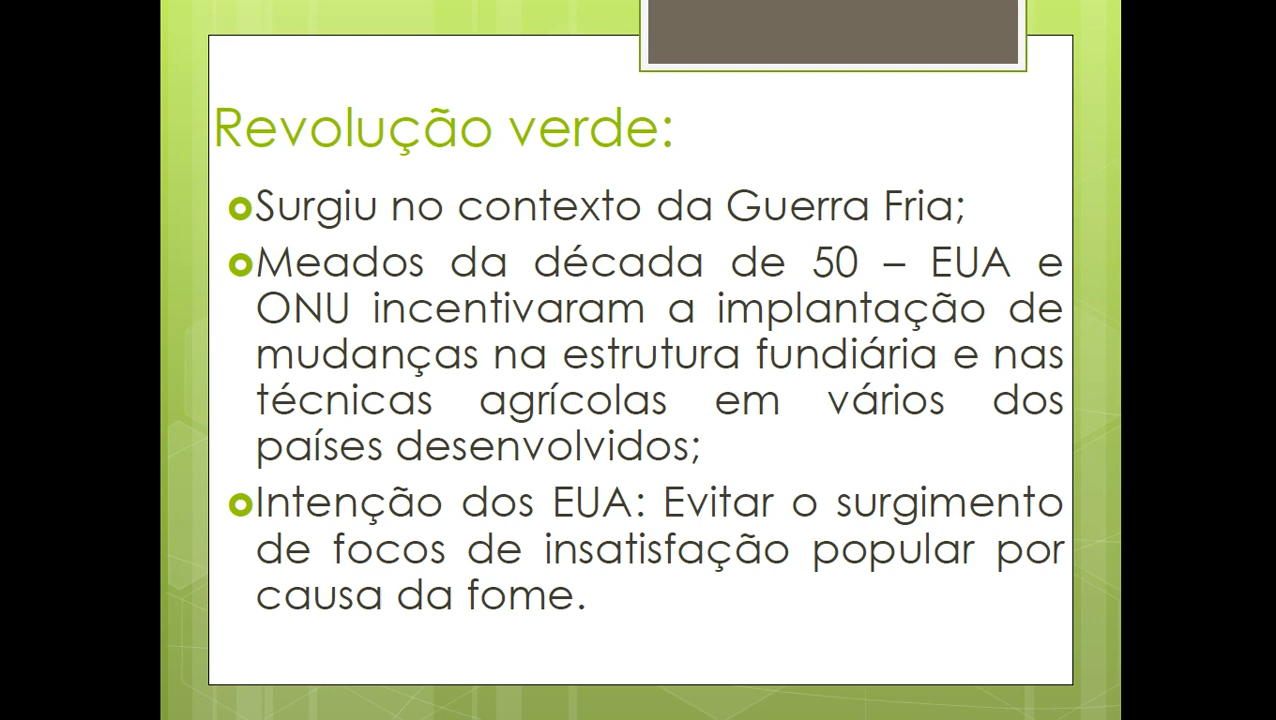 Revolução verde:
Surgiu no contexto da Guerra Fria;
Meados da década de 50 – EUA e
ONU incentivaram a implantação de
mudanças na estrutura fundiária e nas
técnicas agrícolas em vários dos
países desenvolvidos;
Intenção dos EUA: Evitar o surgimento
de focos de insatisfação popular por
causa da fome.